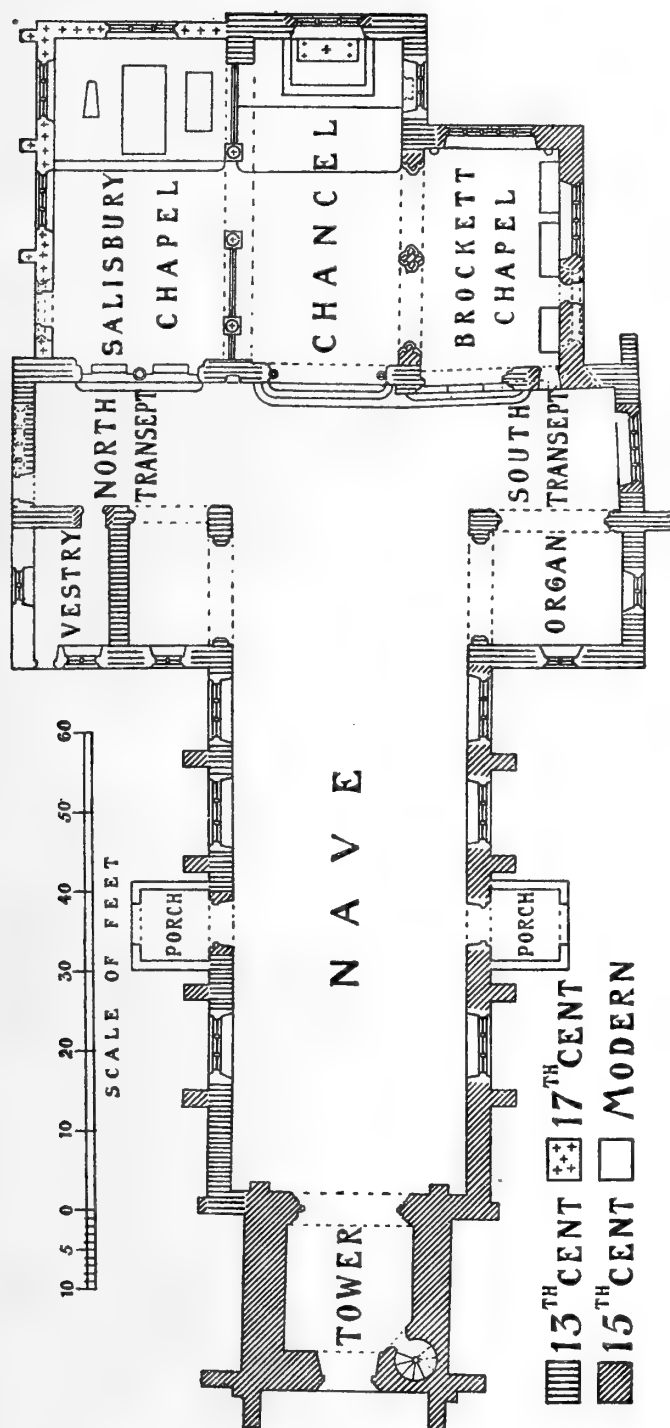 SALISBURY
CHAPEL
CHANCEL
BROCKETT
CHAPEL
NORTH
TRANSEPT
SOUTH
TRANSEPT
VESTRY
ORGAN
NAVE
PORCH
PORCH
TOWER
10 5 0 10 20 30 40 50 60
SCALE OF FEET
13TH CENT
17TH CENT
15TH CENT
MODERN